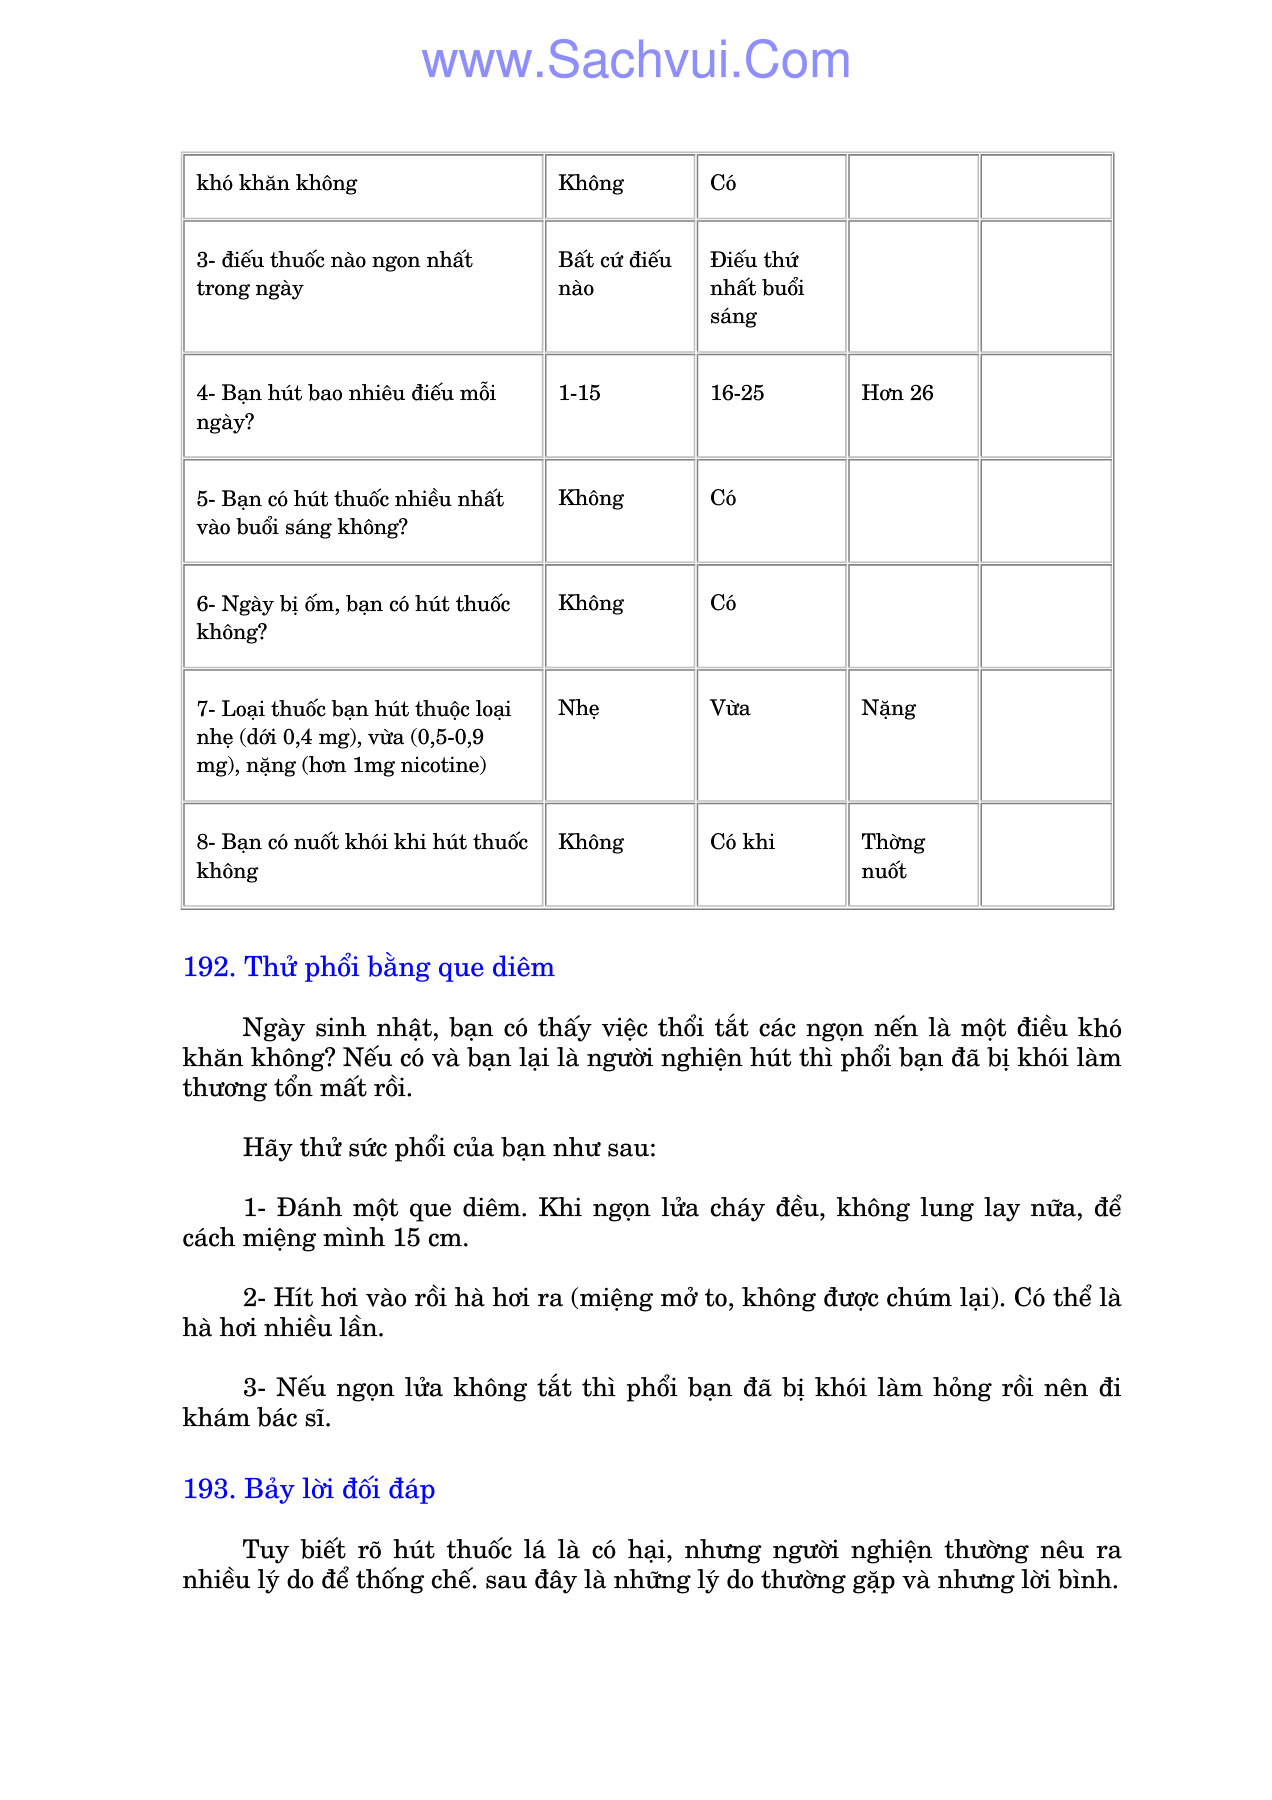 www.Sachvui.Com
khó khăn không Không Có
3- điếu thuốc nào ngon nhất Bất cứ điếu Điếu thứ
trong ngày nào nhất buổi
sáng
4- Bạn hút bao nhiêu điếu mỗi 1-15 16-25 Hơn 26
ngày?
5- Bạn có hút thuốc nhiều nhất Không Có
vào buổi sáng không?
6- Ngày bị ốm, bạn có hút thuốc Không Có
không?
7- Loại thuốc bạn hút thuộc loại Nhẹ Vừa Nặng
nhẹ (dới 0,4 mg), vừa (0,5-0,9
mg), nặng (hơn 1mg nicotine)
8- Bạn có nuốt khói khi hút thuốc Không Có khi Thờng
không nuốt
192. Thử phổi bằng que diêm
Ngày sinh nhật, bạn có thấy việc thổi tắt các ngọn nến là một điều khó
khăn không? Nếu có và bạn lại là người nghiện hút thì phổi bạn đã bị khói làm
thương tổn mất rồi.
Hãy thử sức phổi của bạn như sau:
1- Đánh một que diêm. Khi ngọn lửa cháy đều, không lung lay nữa, để
cách miệng mình 15 cm.
2- Hít hơi vào rồi hà hơi ra (miệng mở to, không được chúm lại). Có thể là
hà hơi nhiều lần.
3- Nếu ngọn lửa không tắt thì phổi bạn đã bị khói làm hỏng rồi nên đi
khám bác sĩ.
193. Bảy lời đối đáp
Tuy biết rõ hút thuốc lá là có hại, nhưng người nghiện thường nêu ra
nhiều lý do để thống chế. sau đây là những lý do thường gặp và nhưng lời bình.